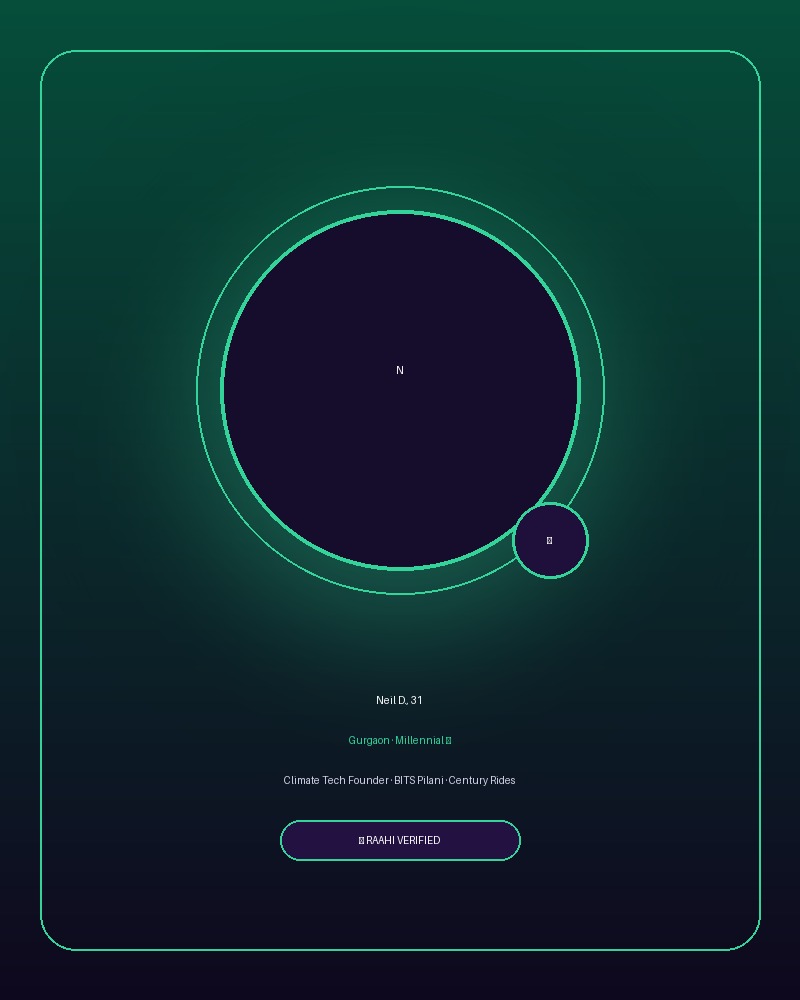 N
Neil D., 31
Gurgaon · Millennial
Climate Tech Founder · BITS Pilani · Century Rides
RAAHI VERIFIED